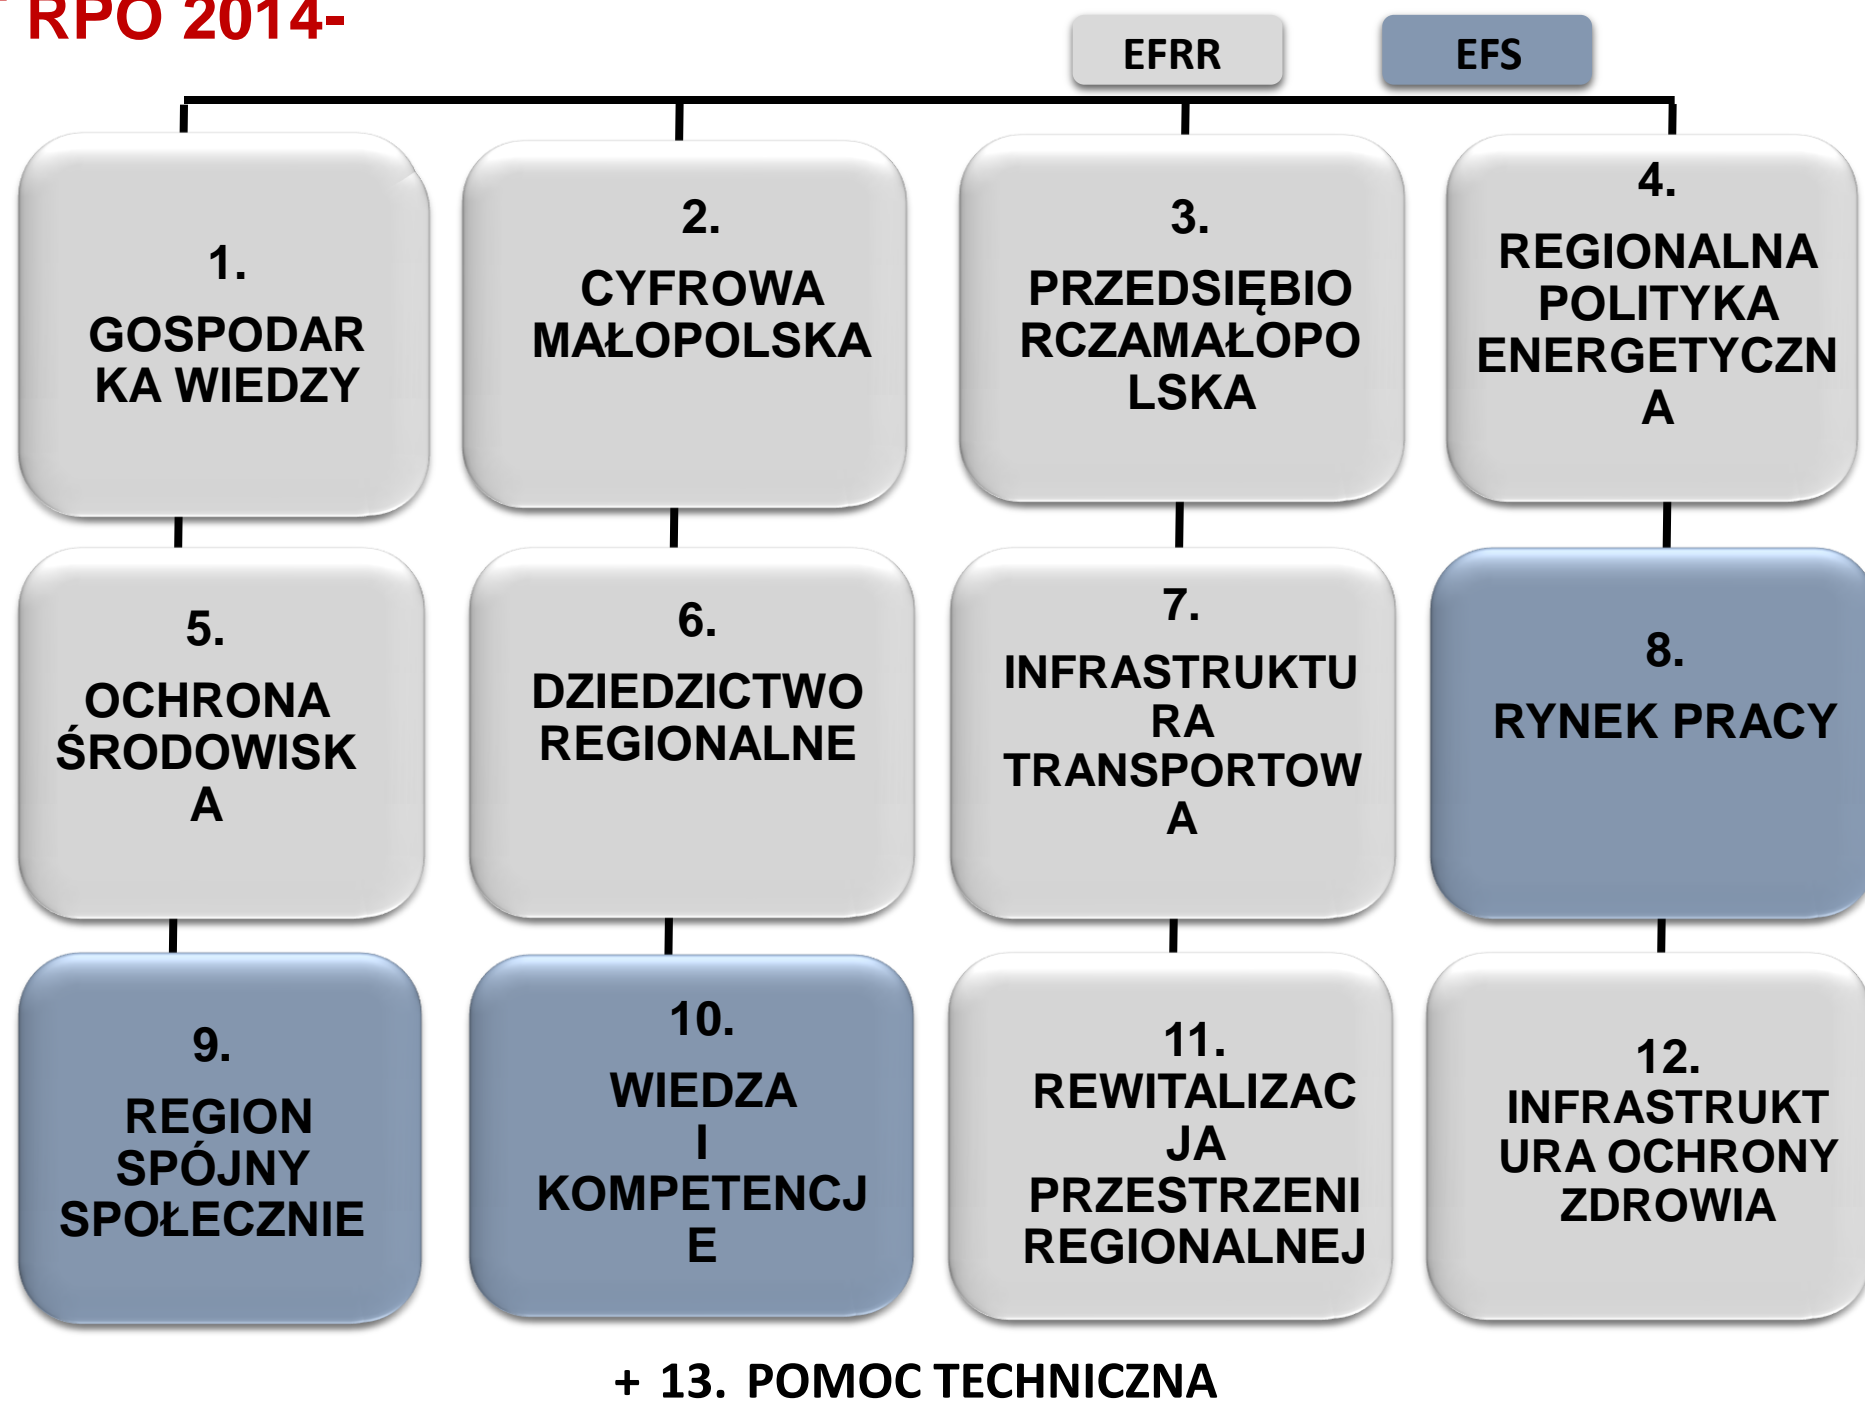 RPO 2014-
EFRR
EFS
1.
GOSPODAR
KA WIEDZY
2.
CYFROWA
MAŁOPOLSKA
3.
PRZEDSIĘBIO
RCZAMAŁOPO
LSKA
4.
REGIONALNA
POLITYKA
ENERGETYCZN
A
5.
OCHRONA
ŚRODOWISK
A
6.
DZIEDZICTWO
REGIONALNE
7.
INFRASTRUKTU
RA
TRANSPORTOW
A
8.
RYNEK PRACY
9.
REGION
SPÓJNY
SPOŁECZNIE
10.
WIEDZA
I
KOMPETENCJ
E
11.
REWITALIZAC
JA
PRZESTRZENI
REGIONALNEJ
12.
INFRASTRUKT
URA OCHRONY
ZDROWIA
+ 13. POMOC TECHNICZNA